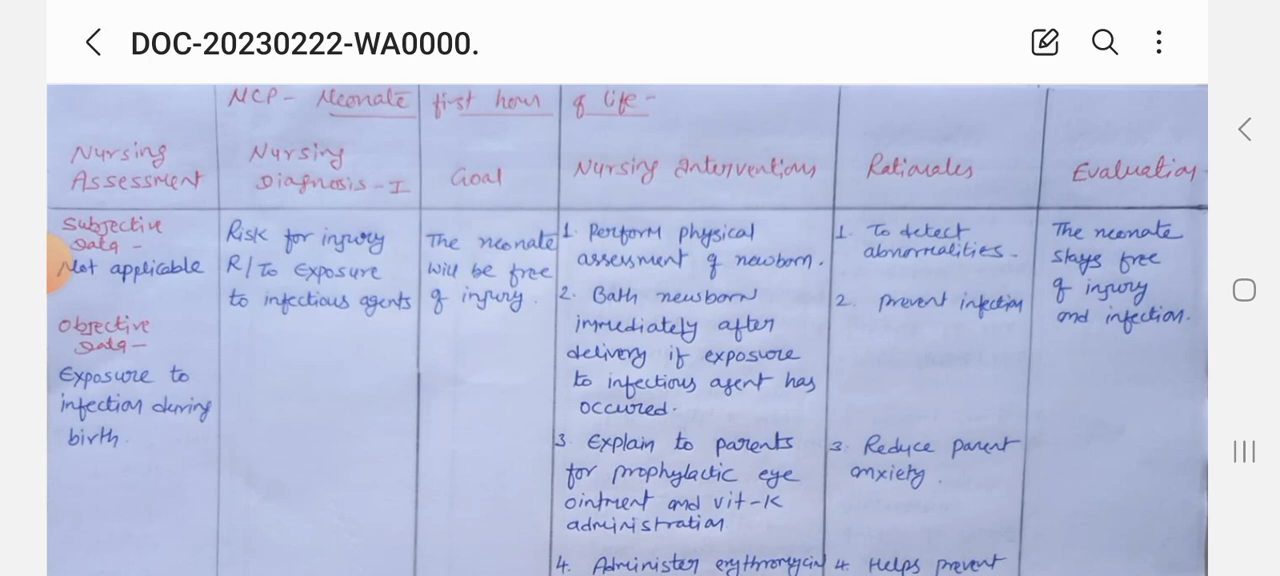 DOC-20230222-WA0000.
NCP - Neonate first hour of life -
Nursing
Assessment
Nursing
Diagnosis - I
Goal
Nursing Interventions
Rationales
Evaluation
Subjective
Data -
Not applicable
Objective
Data -
Exposure to
infection during
birth.
Risk for injury
R/To Exposure
to infectious agents
The neonate
will be free
of injury.
1. Perform physical
assessment of newborn.
2. Bath newborn
immediately after
delivery if exposure
to infectious agent has
occured.
3. Explain to parents
for prophylactic eye
ointment and vit-K
administration
4. Administer erythromycin
1. To detect
abnormalities -
2. prevent infection
3. Reduce parent
anxiety.
4. Helps prevent
The neonate
stays free
of injury
and infection.